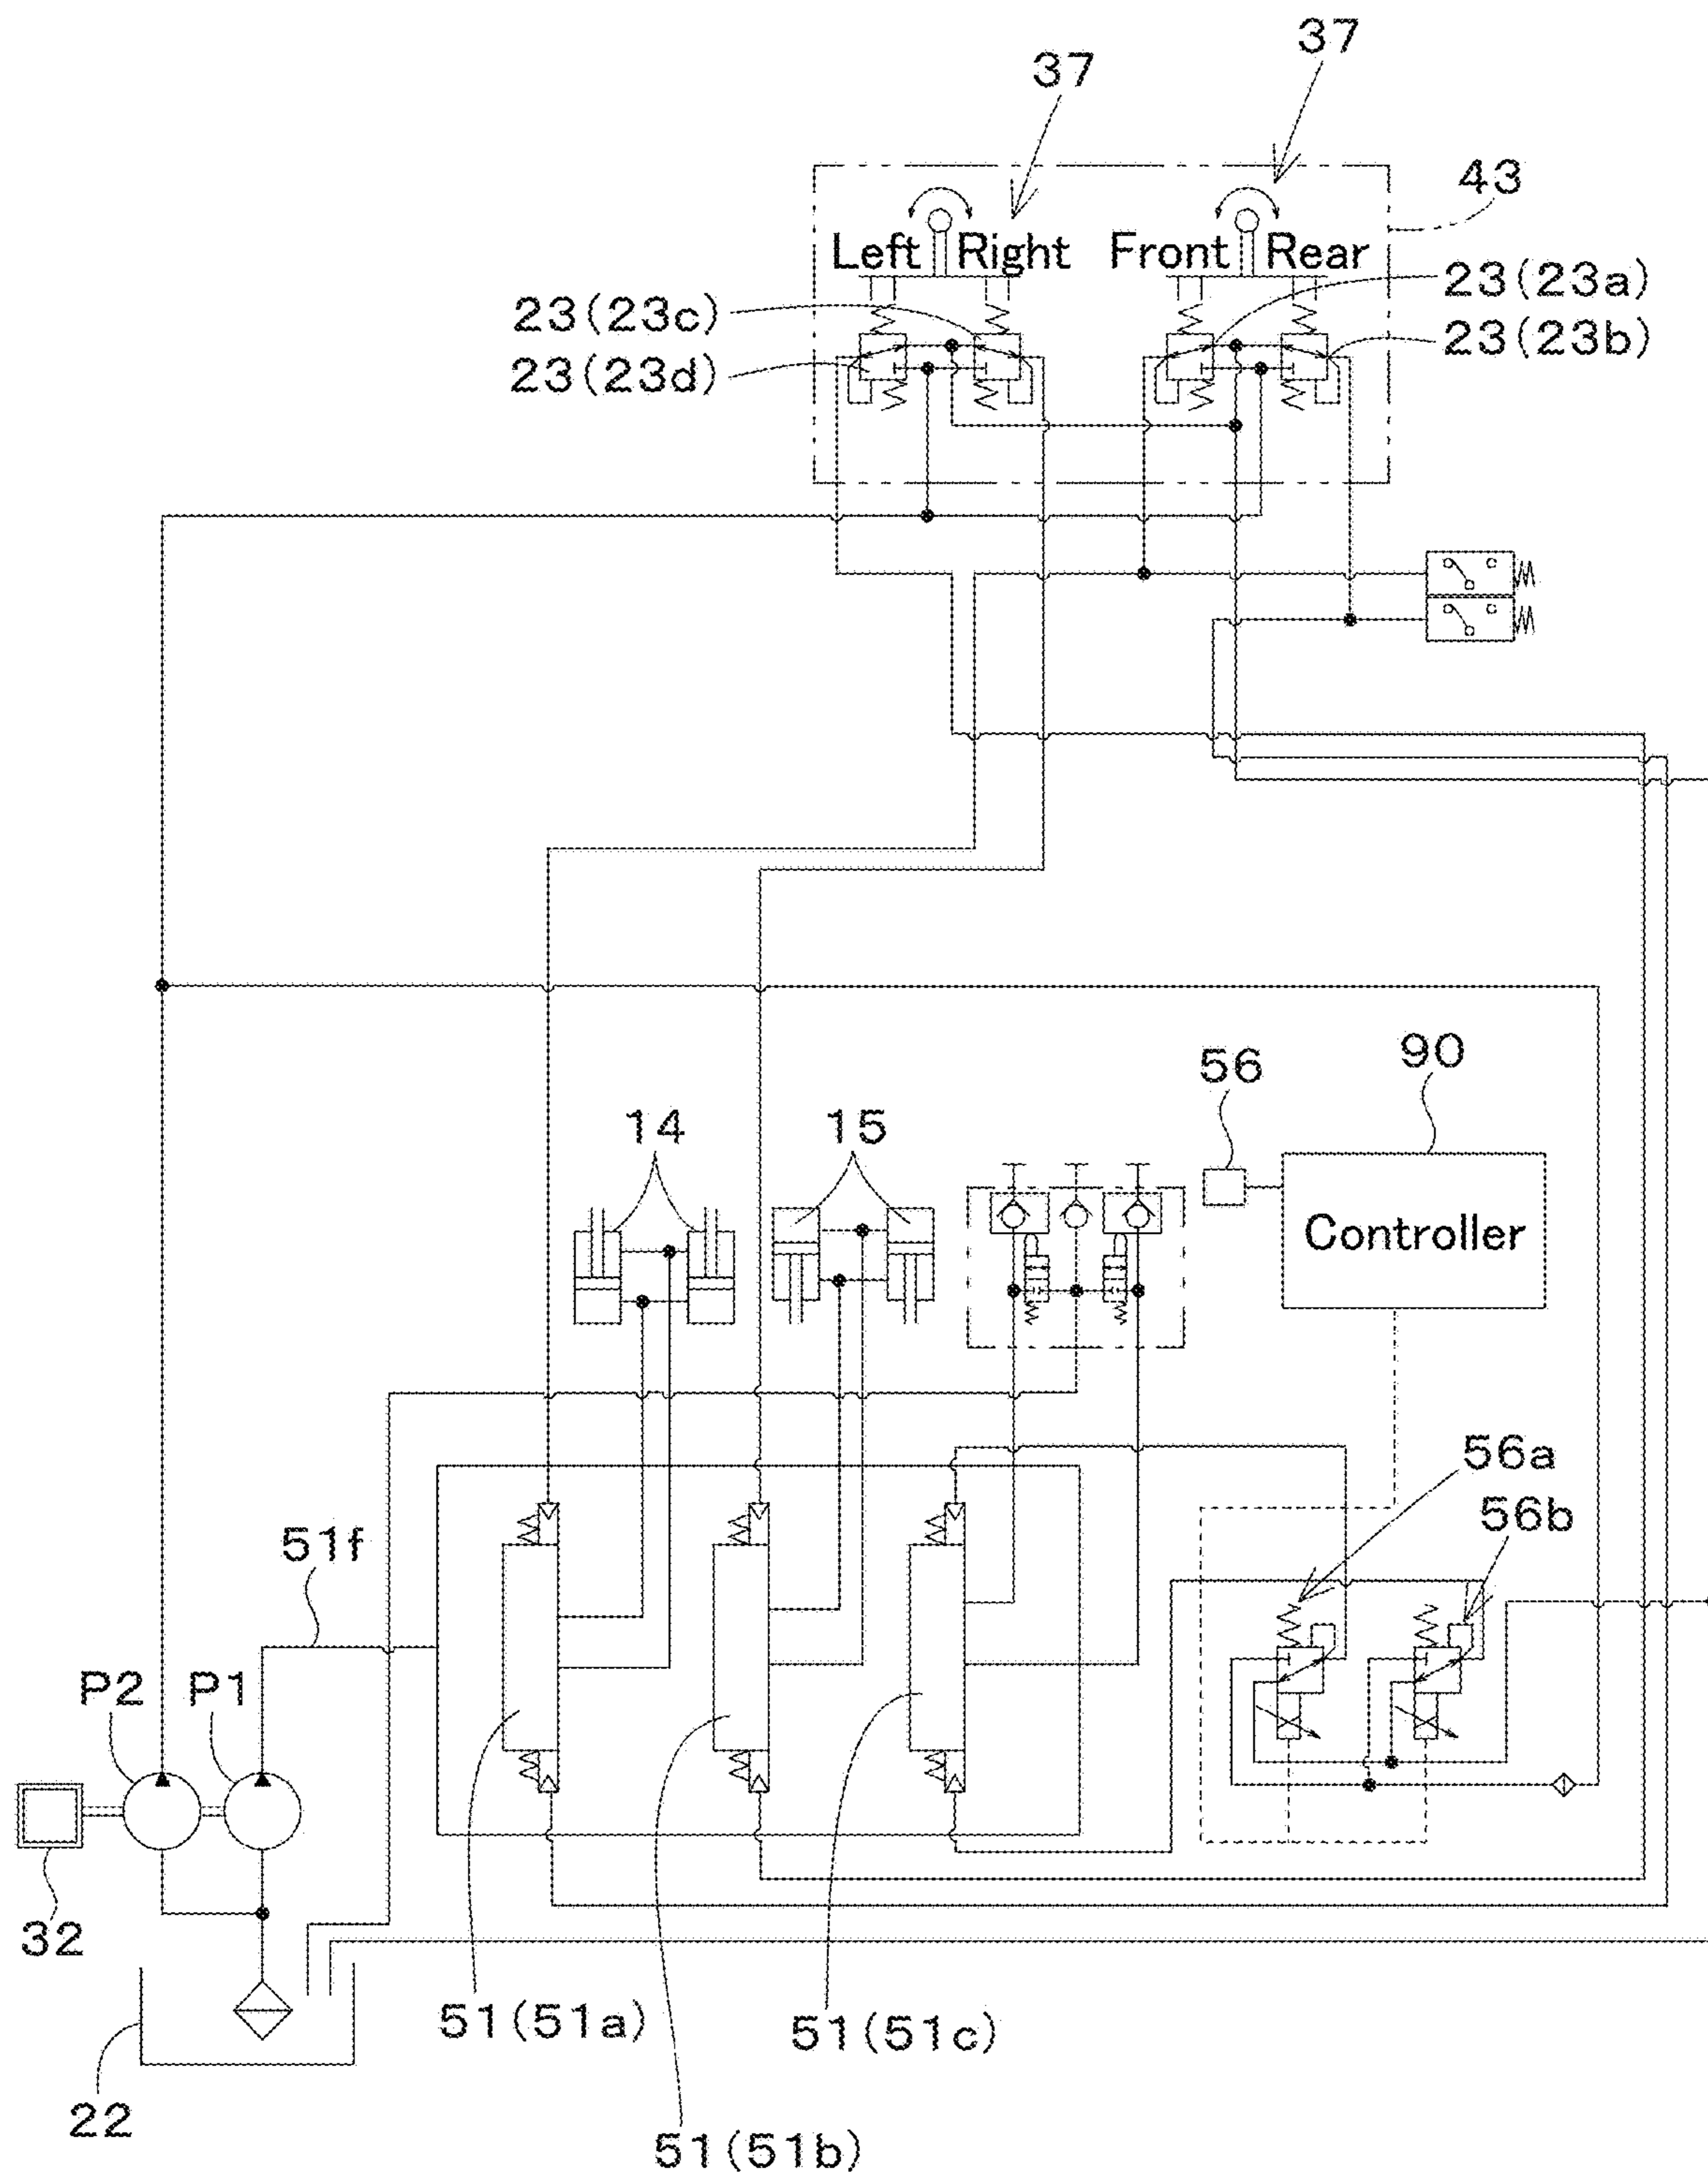 37
37
43
Left Right Front Rear
23(23a)
23(23c)
23(23b)
23(23d)
90
56
14
15
Controller
56a
56b
51f
P2
P1
32
51(51a)
51(51c)
22
51(51b)